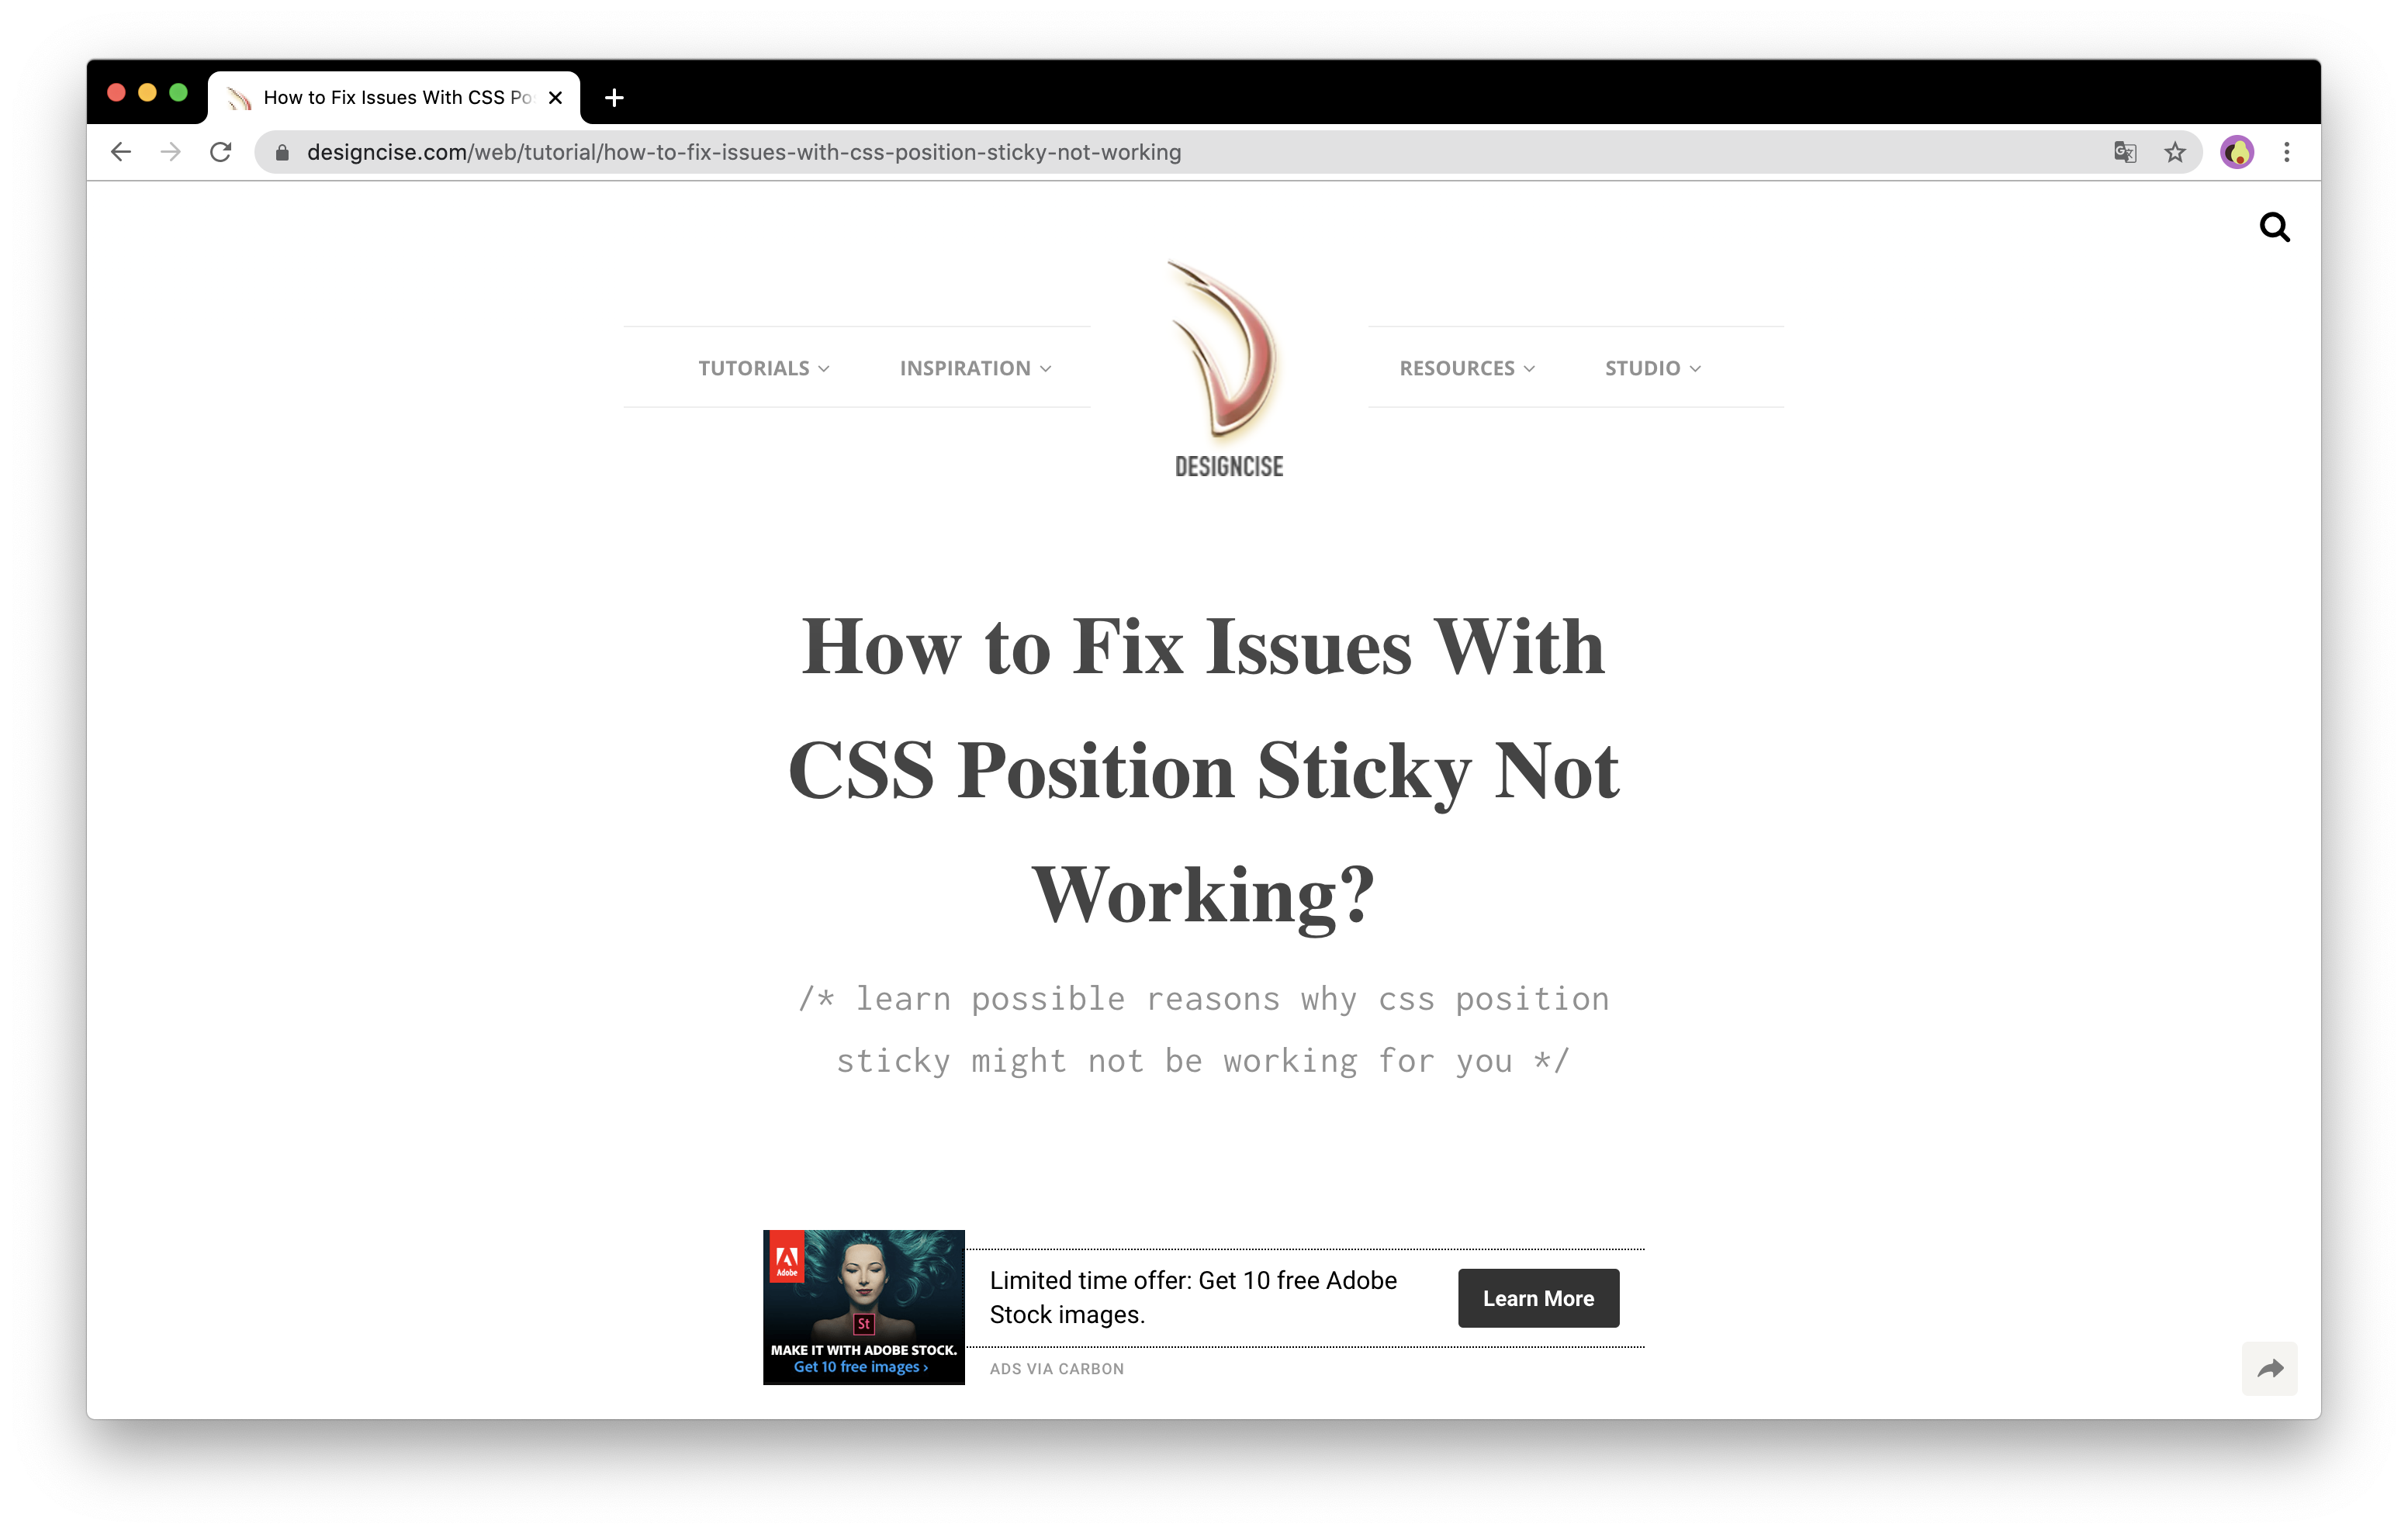 How to Fix Issues With CSS Po
designcise.com/web/tutorial/how-to-fix-issues-with-css-position-sticky-not-working
TUTORIALS
INSPIRATION
RESOURCES
STUDIO
DESIGNCISE
How to Fix Issues With
CSS Position Sticky Not
Working?
/* learn possible reasons why css position
sticky might not be working for you */
Adobe
St
MAKE IT WITH ADOBE STOCK.
Get 10 free images ›
Limited time offer: Get 10 free Adobe
Stock images.
Learn More
ADS VIA CARBON